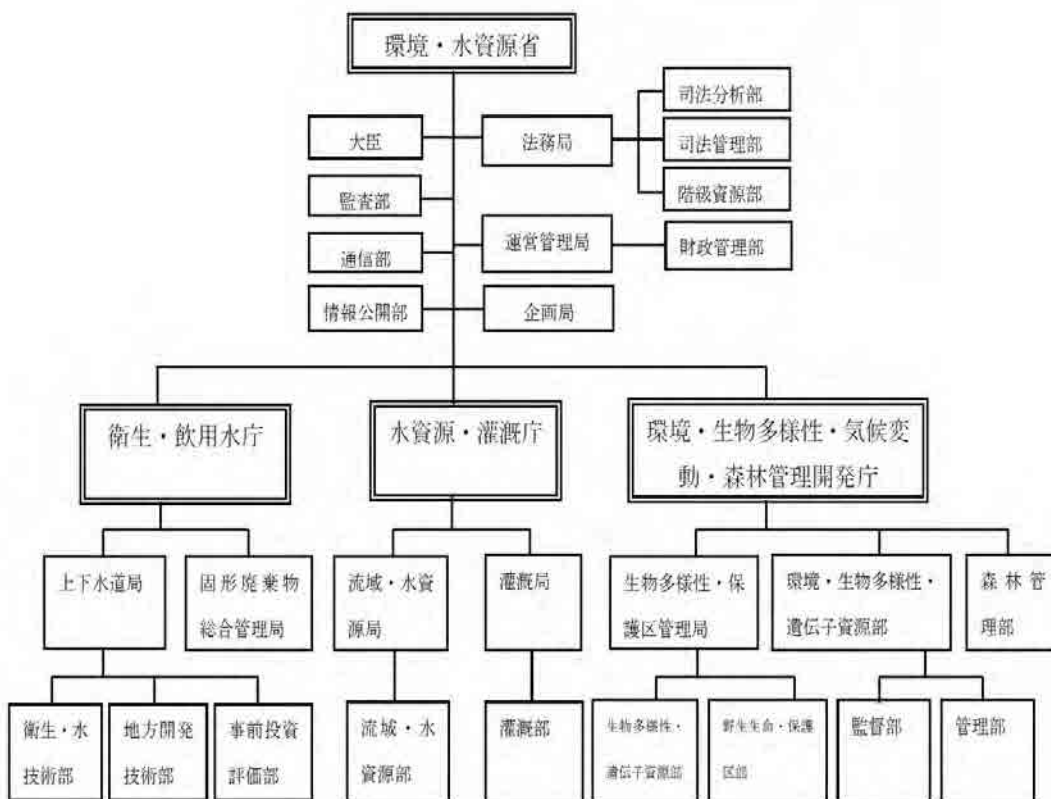 環境・水資源省
司法分析部
大臣
法務局
司法管理部
監査部
階級資源部
通信部
運営管理局
財政管理部
情報公開部
企画局
衛生・飲用水庁
水資源・灌漑庁
環境・生物多様性・気候変
動・森林管理開発庁
上下水道局
固形廃棄物
総合管理局
流域・水資
源局
灌漑局
生物多様性・保
護区管理局
環境・生物多様性・
遺伝子資源部
森林管
理部
衛生・水
技術部
地方開発
技術部
事前投資
評価部
流域・水
資源部
灌漑部
生物多様性・
遺伝子資源部
野生生命・保護
区部
監督部
管理部